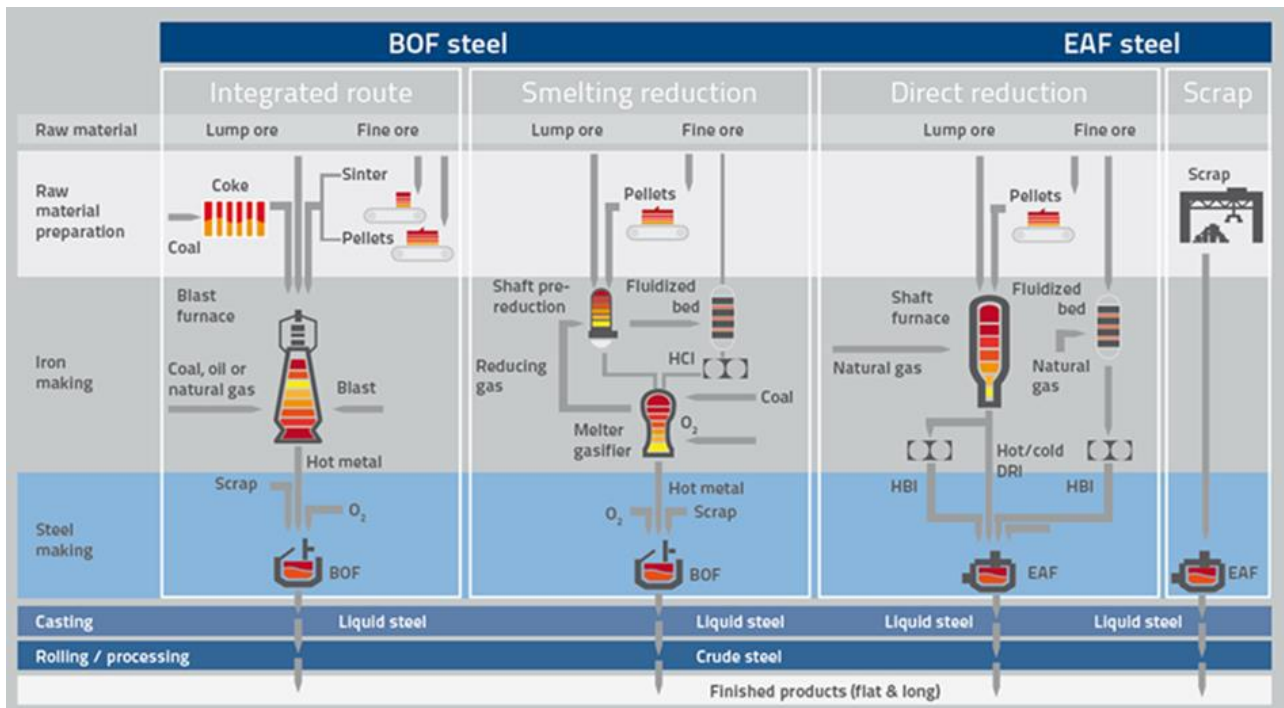 BOF steel
EAF steel
Integrated route
Smelting reduction
Direct reduction
Scrap
Raw material
Lump ore
Fine ore
Lump ore
Fine ore
Lump ore
Fine ore
Raw
material
preparation
Coke
Coal
Sinter
Pellets
Pellets
Pellets
Scrap
Iron
making
Blast
furnace
Coal, oil or
natural gas
Blast
Hot metal
Shaft pre-
reduction
Fluidized
bed
HCI
Reducing
gas
Coal
O₂
Melter
gasifier
Hot metal
Shaft
furnace
Natural gas
Fluidized
bed
Natural
gas
Hot/cold
DRI
HBI
HBI
Steel
making
Scrap
O₂
BOF
O₂
Scrap
BOF
EAF
EAF
Casting
Liquid steel
Liquid steel
Liquid steel
Liquid steel
Rolling / processing
Crude steel
Finished products (flat & long)